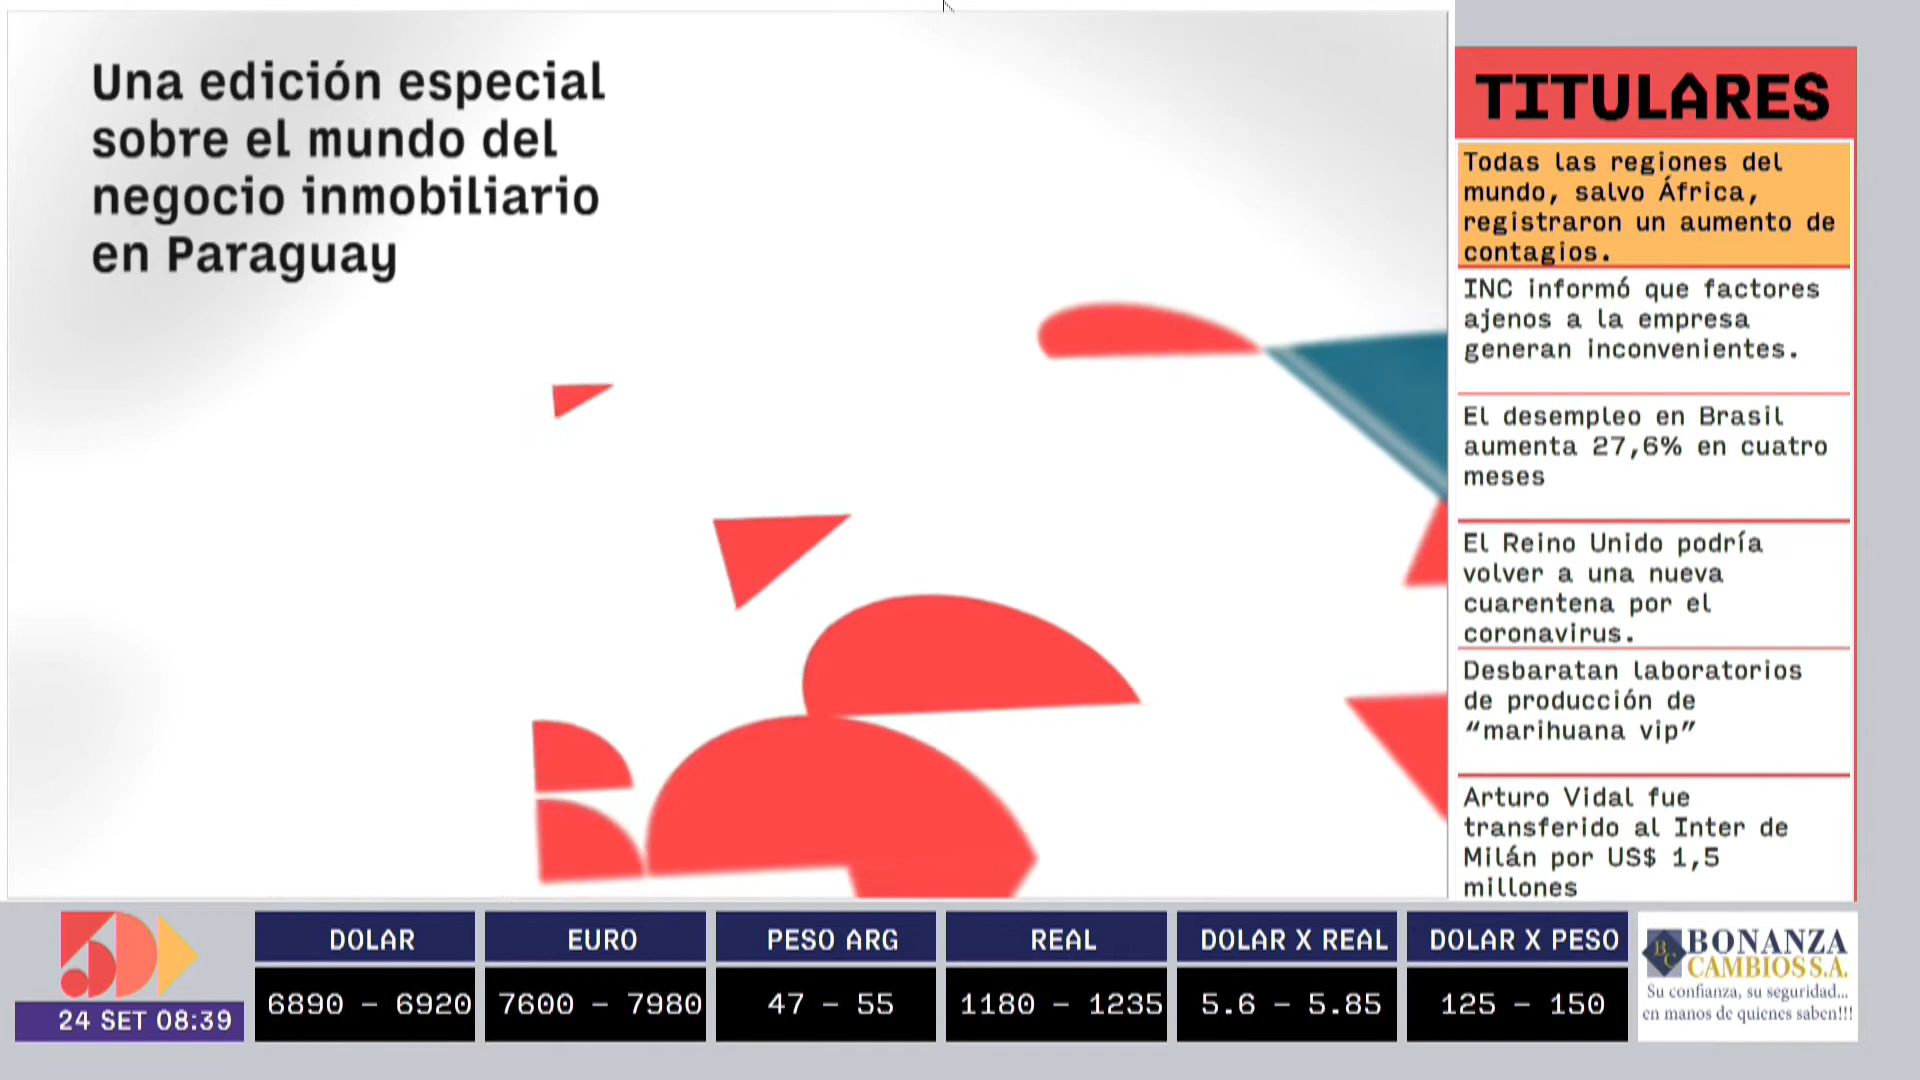 Una edición especial
sobre el mundo del
negocio inmobiliario
en Paraguay
TITULARES
Todas las regiones del
mundo, salvo África,
registraron un aumento de
contagios.
INC informó que factores
ajenos a la empresa
generan inconvenientes.
El desempleo en Brasil
aumenta 27,6% en cuatro
meses
El Reino Unido podría
volver a una nueva
cuarentena por el
coronavirus.
Desbaratan laboratorios
de producción de
“marihuana vip”
Arturo Vidal fue
transferido al Inter de
Milán por US$ 1,5
millones
5D
24 SET 08:39
DOLAR
6890 - 6920
EURO
7600 - 7980
PESO ARG
47 - 55
REAL
1180 - 1235
DOLAR X REAL
5.6 - 5.85
DOLAR X PESO
125 - 150
BC
BONANZA
CAMBIOS S.A.
Su confianza, su seguridad...
en manos de quienes saben!!!